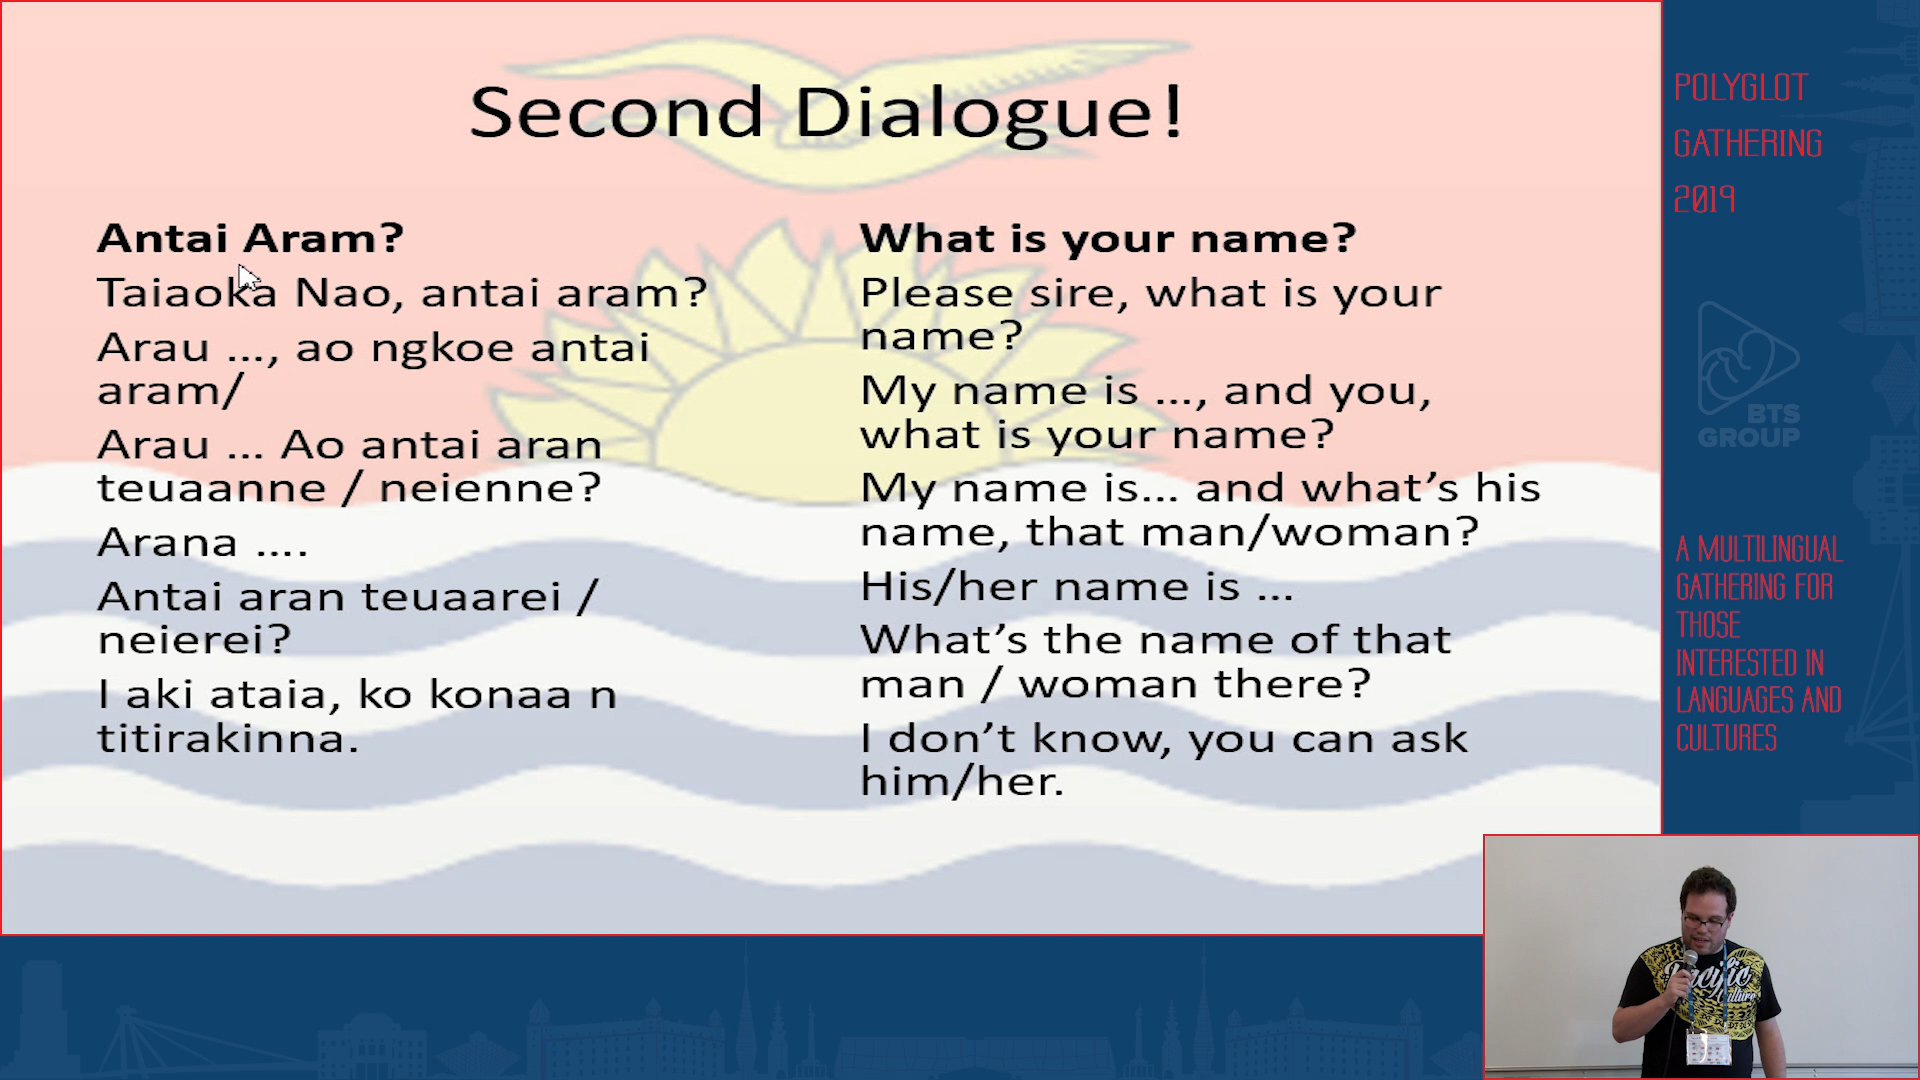 Second Dialogue!
Antai Aram?
Taiaoka Nao, antai aram?
Arau ..., ao ngkoe antai
aram/
Arau ... Ao antai aran
teuaanne / neienne?
Arana ....
Antai aran teuaarei /
neierei?
I aki ataia, ko konaa n
titirakinna.
What is your name?
Please sire, what is your
name?
My name is ..., and you,
what is your name?
My name is... and what’s his
name, that man/woman?
His/her name is ...
What’s the name of that
man / woman there?
I don’t know, you can ask
him/her.
POLYGLOT
GATHERING
2019
BTS
GROUP
A MULTILINGUAL
GATHERING FOR
THOSE
INTERESTED IN
LANGUAGES AND
CULTURES
Pacific
Culture